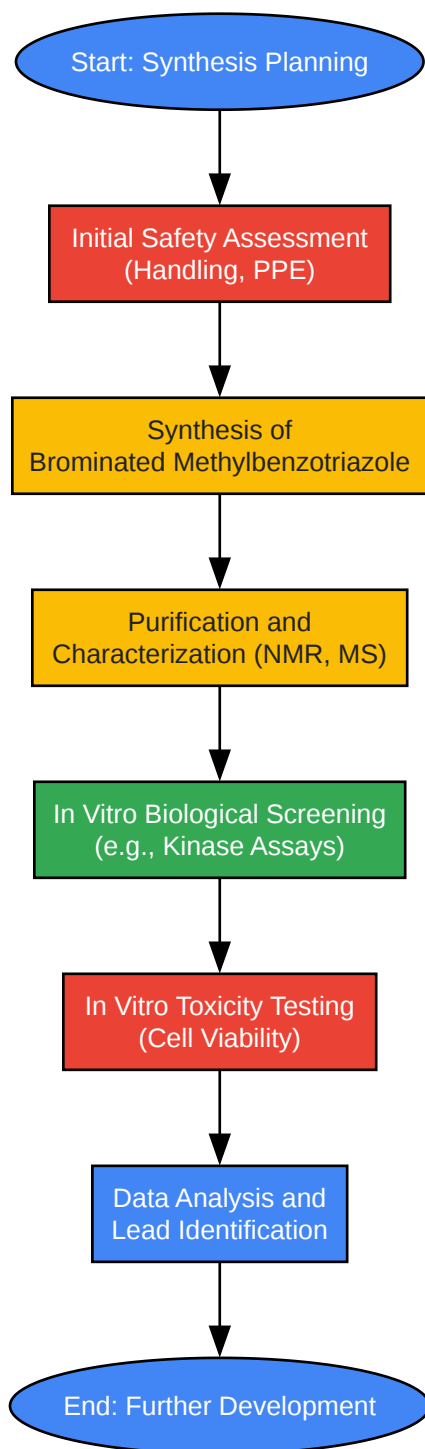 Start: Synthesis Planning
Initial Safety Assessment
(Handling, PPE)
Synthesis of
Brominated Methylbenzotriazole
Purification and
Characterization (NMR, MS)
In Vitro Biological Screening
(e.g., Kinase Assays)
In Vitro Toxicity Testing
(Cell Viability)
Data Analysis and
Lead Identification
End: Further Development